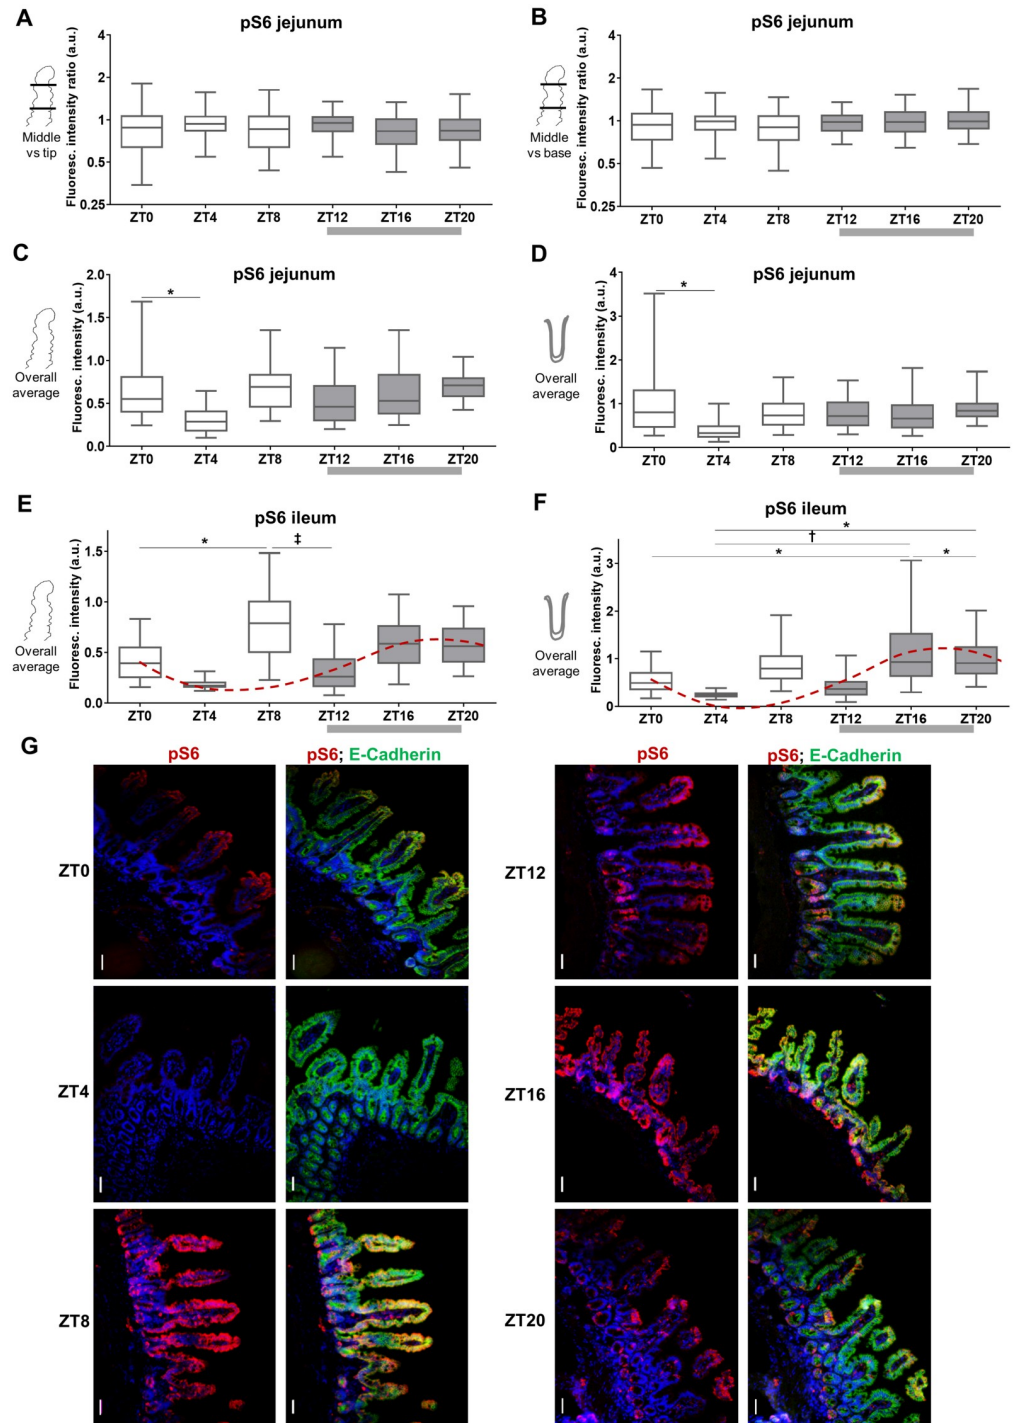 A
pS6 jejunum
Fluoresc. intensity ratio (a.u.)
4
2
1
0.5
0.25
Middle
vs tip
ZT0 ZT4 ZT8 ZT12 ZT16 ZT20
B
pS6 jejunum
Flouresc. intensity ratio (a.u.)
4
2
1
0.5
0.25
Middle
vs base
ZT0 ZT4 ZT8 ZT12 ZT16 ZT20
C
pS6 jejunum
Fluoresc. intensity (a.u.)
2.0
1.5
1.0
0.5
0.0
*
Overall
average
ZT0 ZT4 ZT8 ZT12 ZT16 ZT20
D
pS6 jejunum
Fluoresc. intensity (a.u.)
4
3
2
1
0
*
Overall
average
ZT0 ZT4 ZT8 ZT12 ZT16 ZT20
E
pS6 ileum
Fluoresc. intensity (a.u.)
1.5
1.0
0.5
0.0
* ‡
Overall
average
ZT0 ZT4 ZT8 ZT12 ZT16 ZT20
F
pS6 ileum
Fluoresc. intensity (a.u.)
3
2
1
0
*
†
* *
Overall
average
ZT0 ZT4 ZT8 ZT12 ZT16 ZT20
G
pS6 pS6; E-Cadherin
ZT0
ZT4
ZT8
pS6 pS6; E-Cadherin
ZT12
ZT16
ZT20